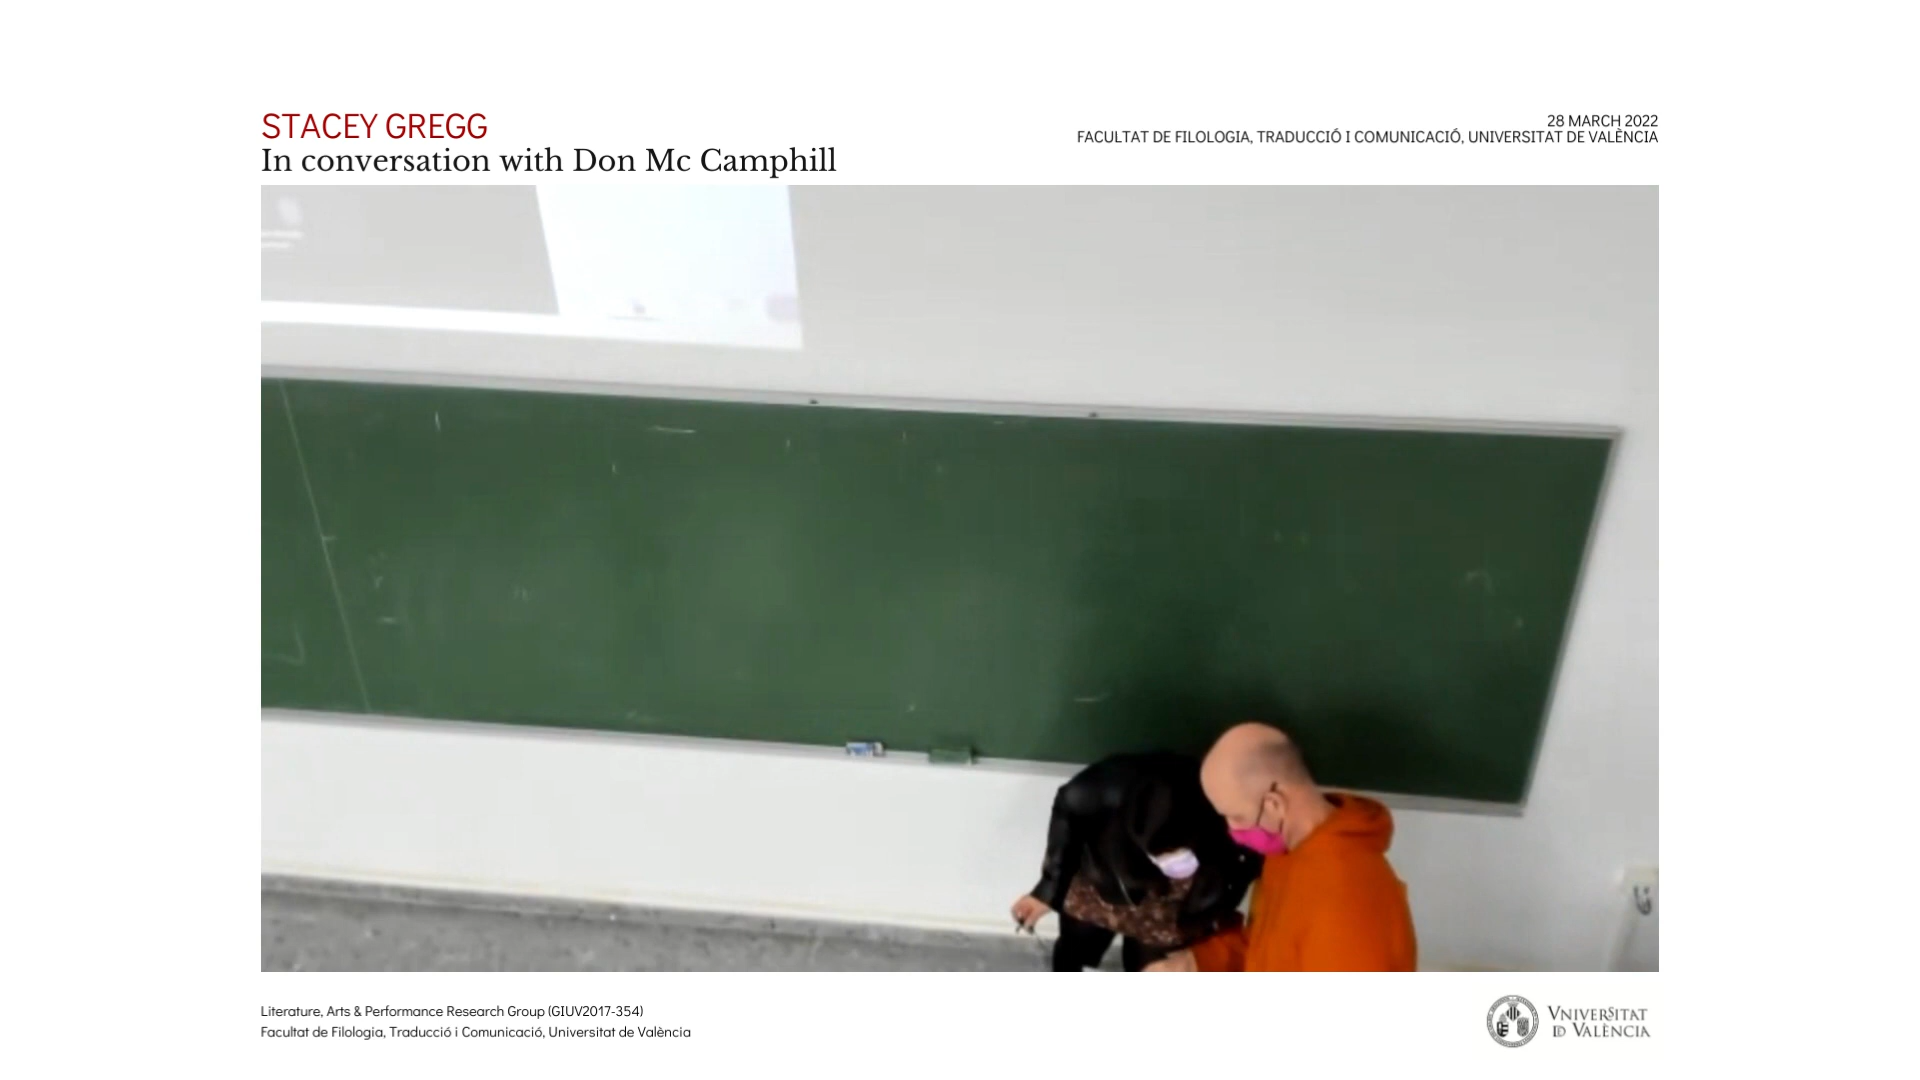 STACEY GREGG
In conversation with Don Mc Camphill
28 MARCH 2022
FACULTAT DE FILOLOGIA, TRADUCCIÓ I COMUNICACIÓ, UNIVERSITAT DE VALÈNCIA
Literature, Arts & Performance Research Group (GIUV2017-354)
Facultat de Filologia, Traducció i Comunicació, Universitat de València
VNIVERSITAT
ID VALÈNCIA